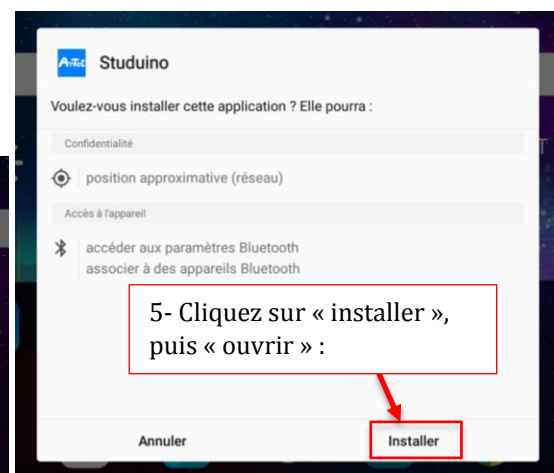 ArTeC Studuino
Voulez-vous installer cette application ? Elle pourra :
Confidentialité
position approximative (réseau)
Accès à l'appareil
accéder aux paramètres Bluetooth
associer à des appareils Bluetooth
5- Cliquez sur « installer »,
puis « ouvrir » :
Annuler Installer